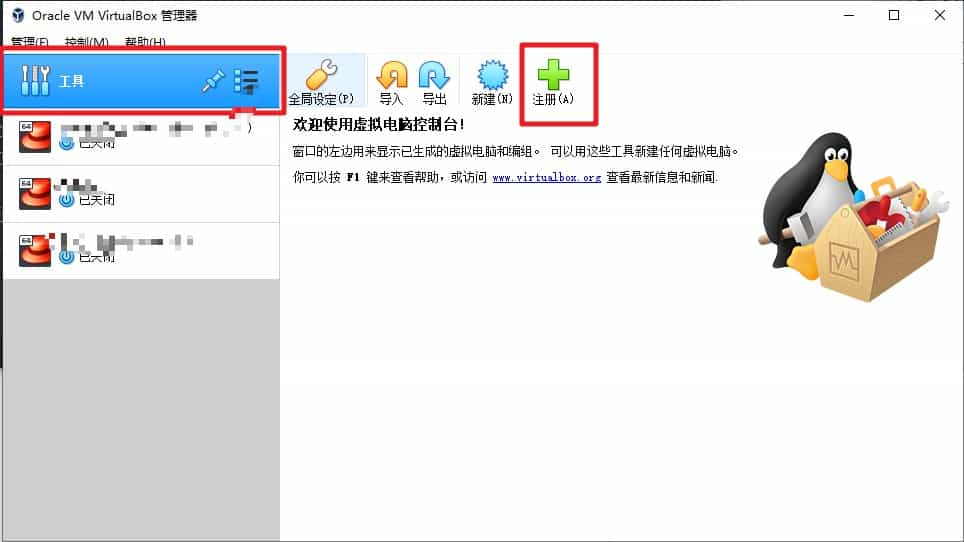 Oracle VM VirtualBox 管理器
管理(F) 控制(M) 帮助(H)
工具
全局设定(P) 导入 导出 新建(N) 注册(A)
64
已关闭
64
已关闭
64
已关闭
欢迎使用虚拟电脑控制台!
窗口的左边用来显示已生成的虚拟电脑和编组。 可以用这些工具新建任何虚拟电脑。
你可以按 F1 键来查看帮助，或访问 www.virtualbox.org 查看最新信息和新闻.